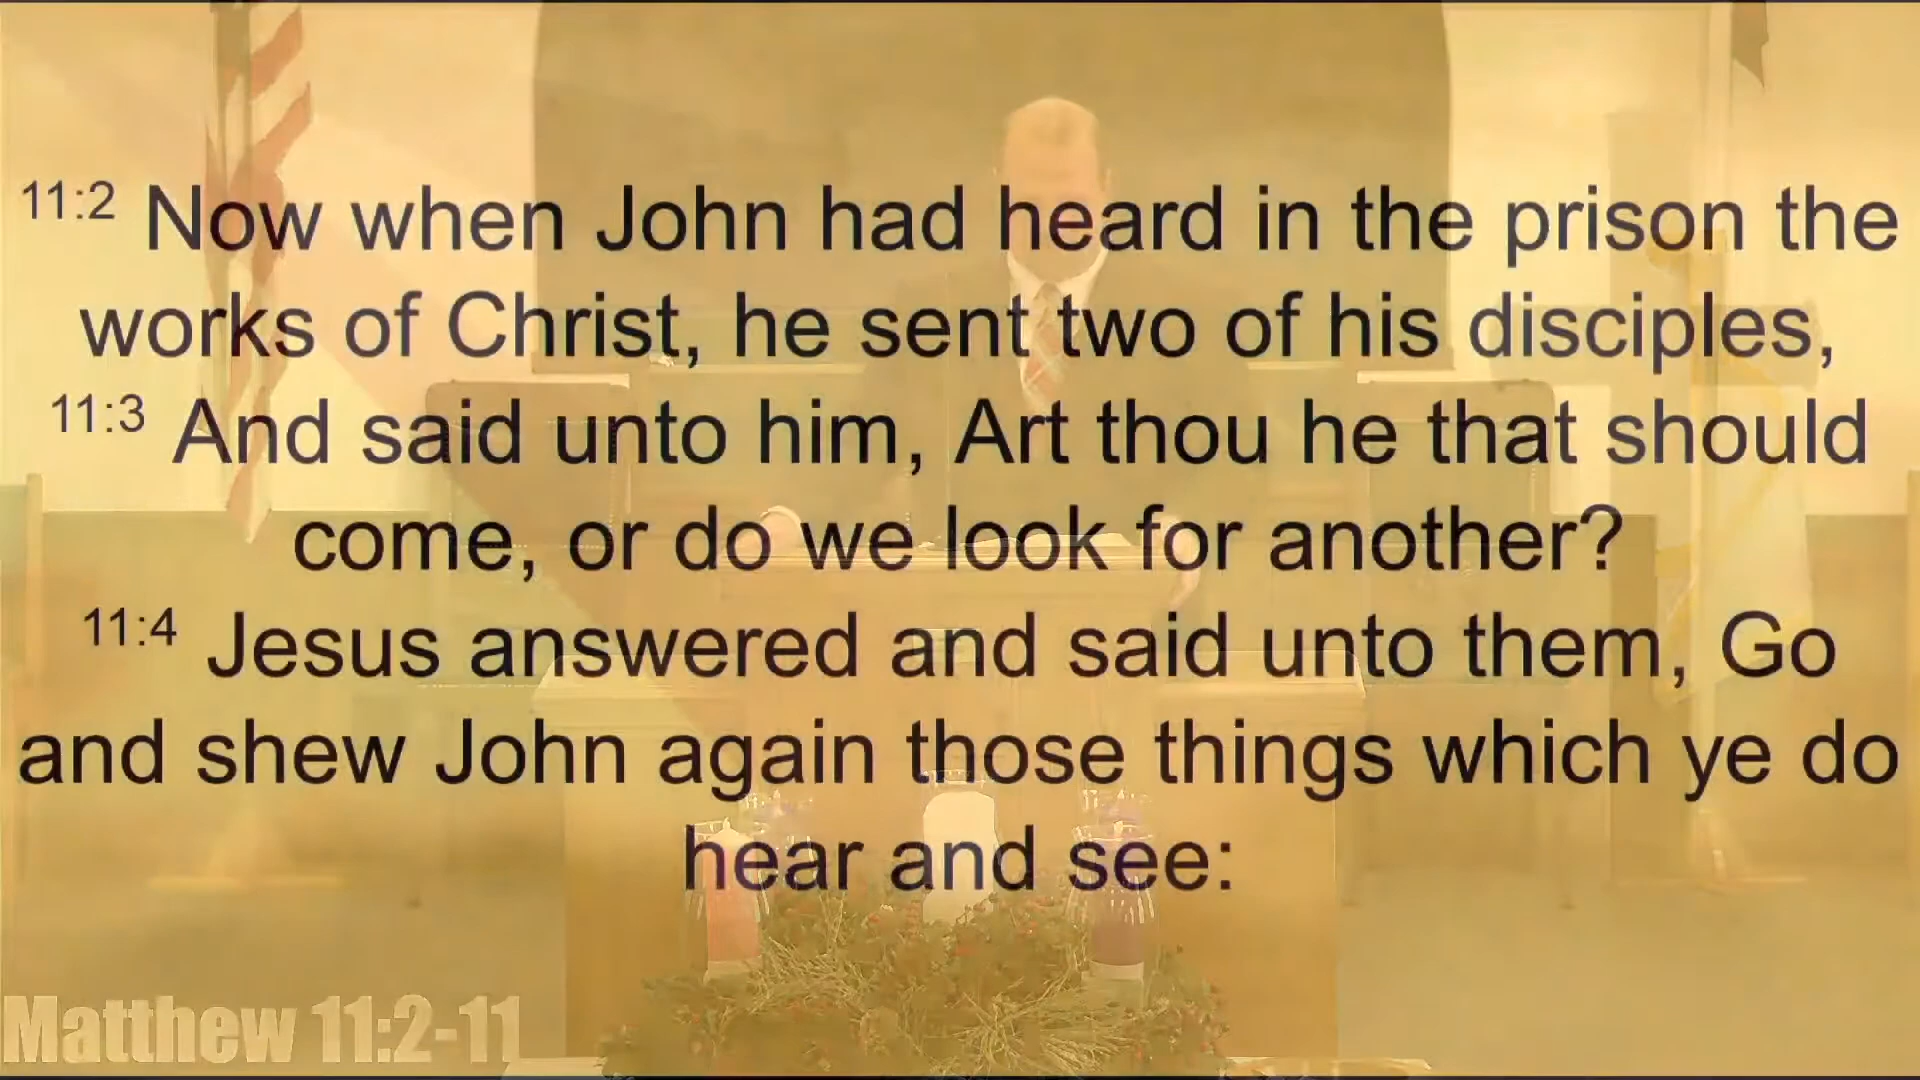 11:2 Now when John had heard in the prison the
works of Christ, he sent two of his disciples,
11:3 And said unto him, Art thou he that should
come, or do we look for another?
11:4 Jesus answered and said unto them, Go
and shew John again those things which ye do
hear and see:
Matthew 11:2-11